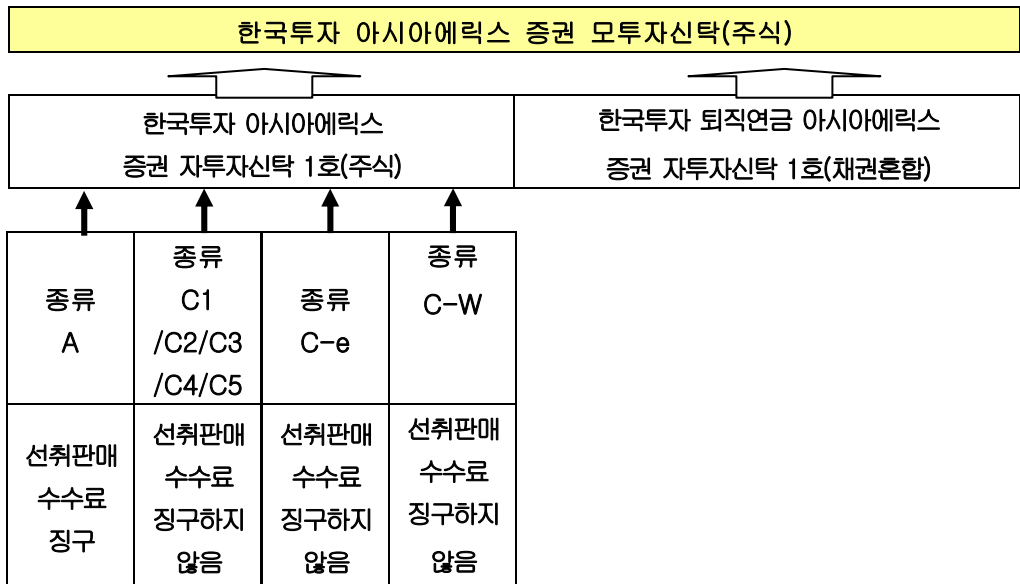 한국투자 아시아에릭스 증권 모투자신탁(주식)
한국투자 아시아에릭스
증권 자투자신탁 1호(주식)
한국투자 퇴직연금 아시아에릭스
증권 자투자신탁 1호(채권혼합)
종류
A
종류
C1
/C2/C3
/C4/C5
종류
C-e
종류
C-W
선취판매
수수료
징구
선취판매
수수료
징구하지
않음
선취판매
수수료
징구하지
않음
선취판매
수수료
징구하지
않음